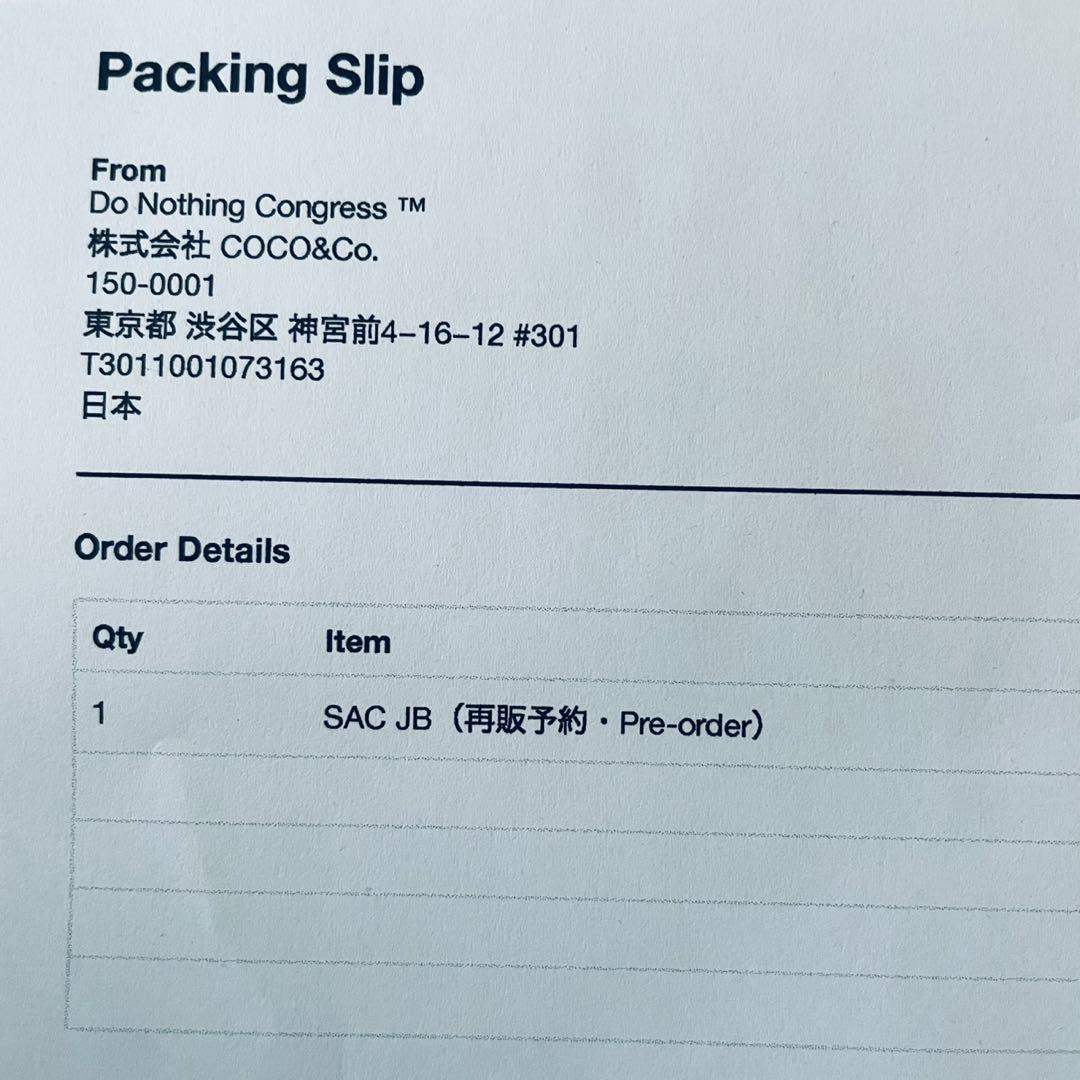 Packing Slip
From
Do Nothing Congress ™
株式会社 COCO&Co.
150-0001
東京都 渋谷区 神宮前4–16–12 #301
T3011001073163
日本
Order Details
Qty Item
1 SAC JB（再販予約・Pre-order）